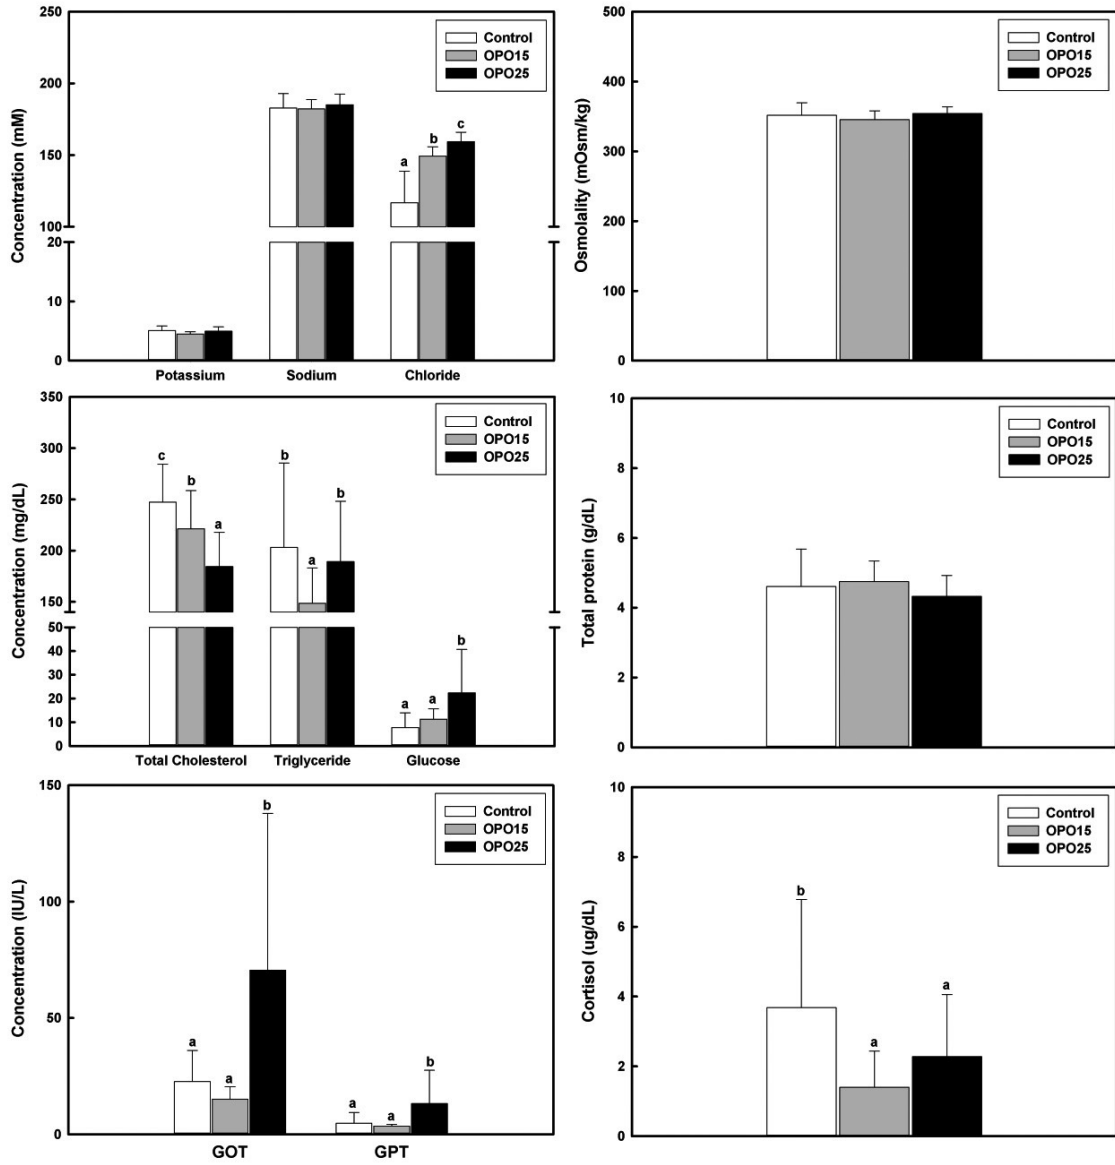 250
200
150
100
20
10
0
Concentration (mM)
Control
OPO15
OPO25
a
b
c
Potassium
Sodium
Chloride
500
400
300
200
100
0
Osmolality (mOsm/kg)
Control
OPO15
OPO25
350
300
250
200
150
50
40
30
20
10
0
Concentration (mg/dL)
Control
OPO15
OPO25
c
b
a
b
a
b
a
a
b
Total Cholesterol
Triglyceride
Glucose
10
8
6
4
2
0
Total protein (g/dL)
Control
OPO15
OPO25
150
100
50
0
Concentration (IU/L)
Control
OPO15
OPO25
a
a
b
a
a
b
GOT
GPT
10
8
6
4
2
0
Cortisol (ug/dL)
Control
OPO15
OPO25
b
a
a